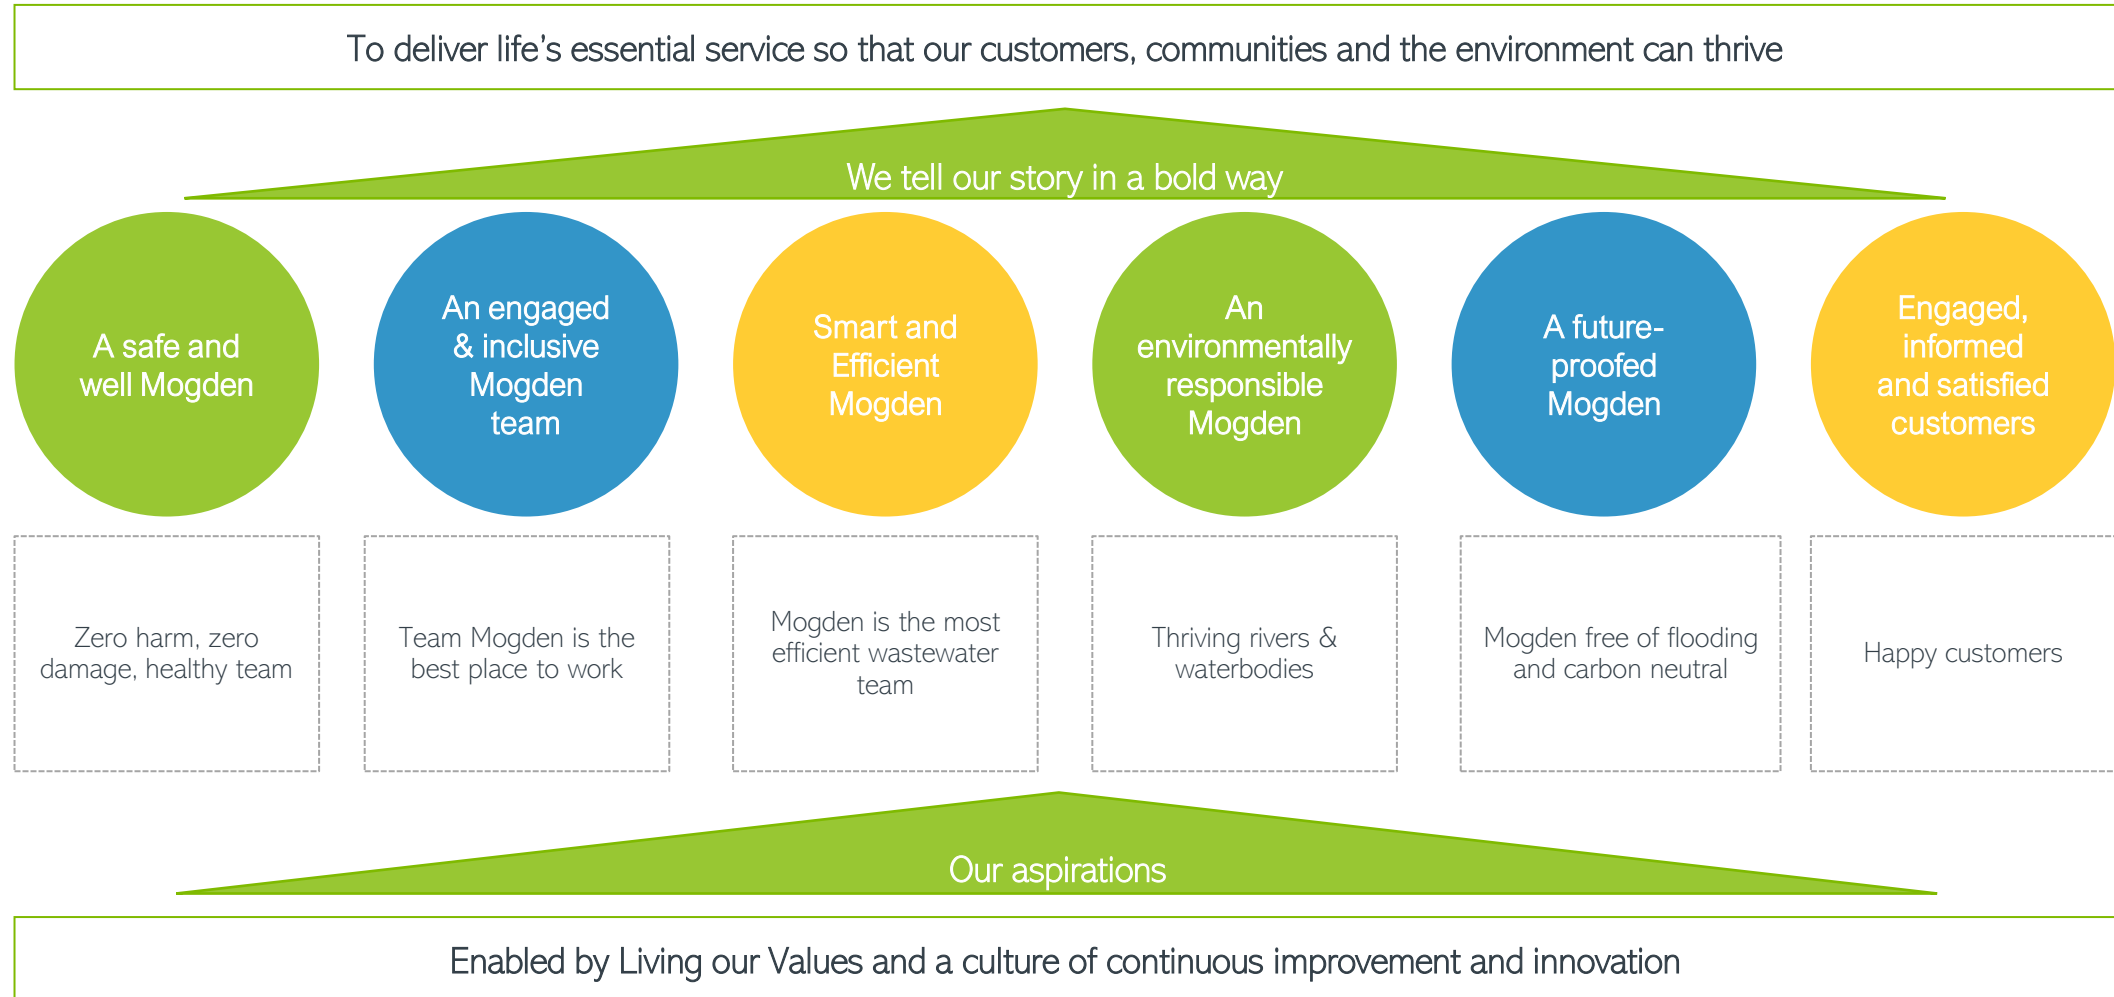 To deliver life's essential service so that our customers, communities and the environment can thrive
We tell our story in a bold way
A safe and
well Mogden
An engaged
& inclusive
Mogden
team
Smart and
Efficient
Mogden
An
environmentally
responsible
Mogden
A future-
proofed
Mogden
Engaged,
informed
and satisfied
customers
Zero harm, zero
damage, healthy team
Team Mogden is the
best place to work
Mogden is the most
efficient wastewater
team
Thriving rivers &
waterbodies
Mogden free of flooding
and carbon neutral
Happy customers
Our aspirations
Enabled by Living our Values and a culture of continuous improvement and innovation